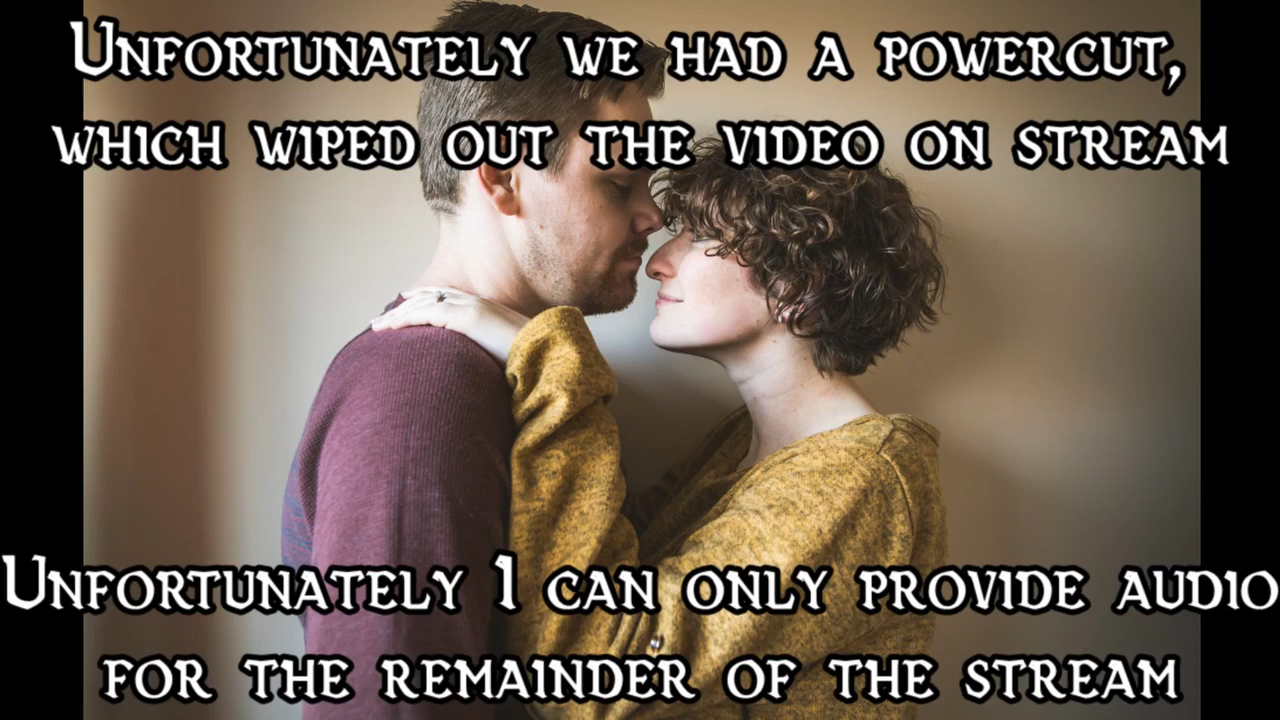 Unfortunately we had a powercut,
which wiped out the video on stream
Unfortunately I can only provide audio
for the remainder of the stream